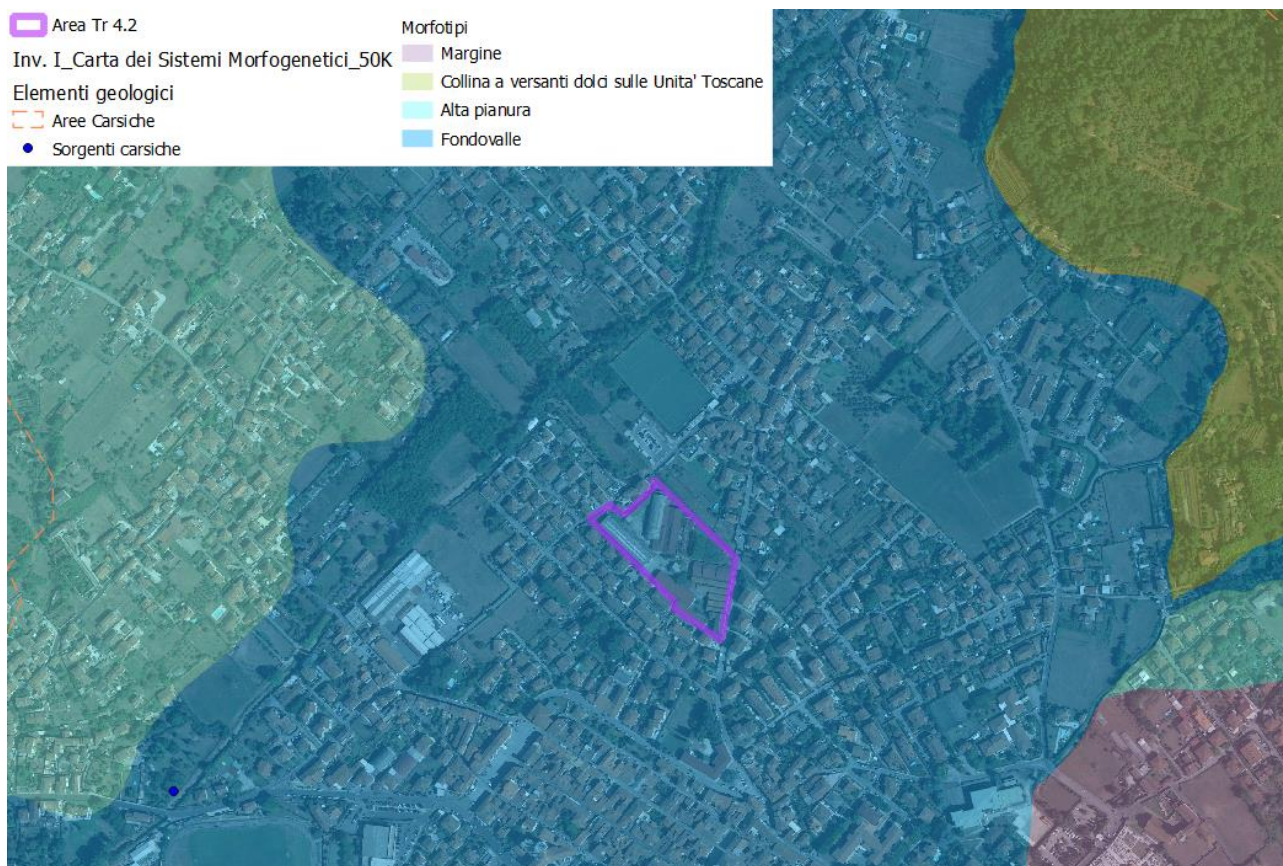 Area Tr 4.2
Inv. I_Carta dei Sistemi Morfogenetici_50K
Elementi geologici
Aree Carsiche
Sorgenti carsiche
Morfotipi
Margine
Collina a versanti dolci sulle Unita' Toscane
Alta pianura
Fondovalle